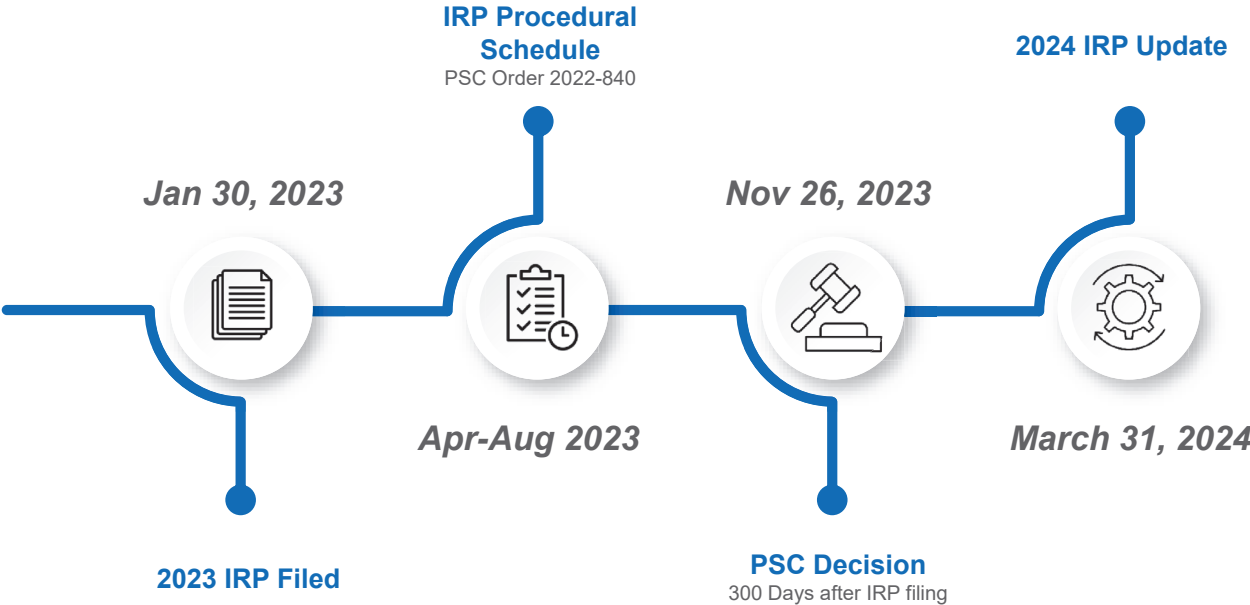 IRP Procedural
Schedule
PSC Order 2022-840
2024 IRP Update
Jan 30, 2023
Nov 26, 2023
Apr-Aug 2023
March 31, 2024
2023 IRP Filed
PSC Decision
300 Days after IRP filing